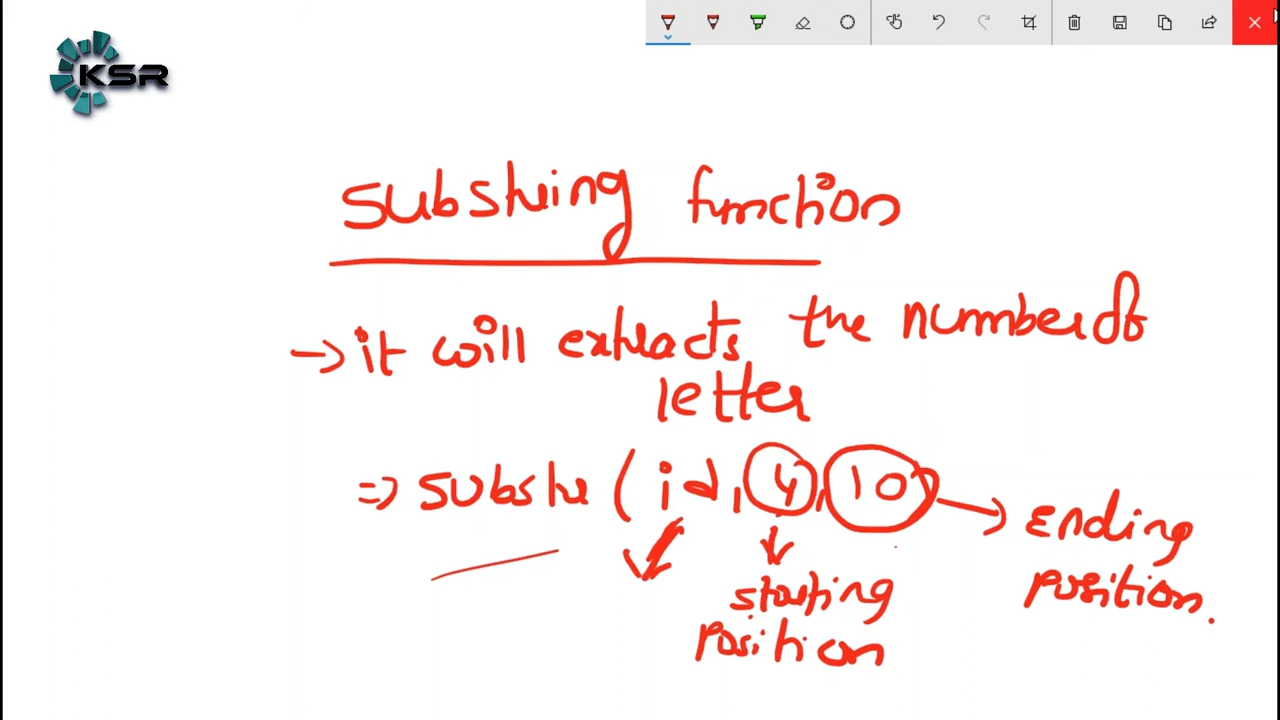 KSR
substring function
→ it will extracts the number of
letter
⇒ substr (id, 4, 10) → ending
position.
starting
position